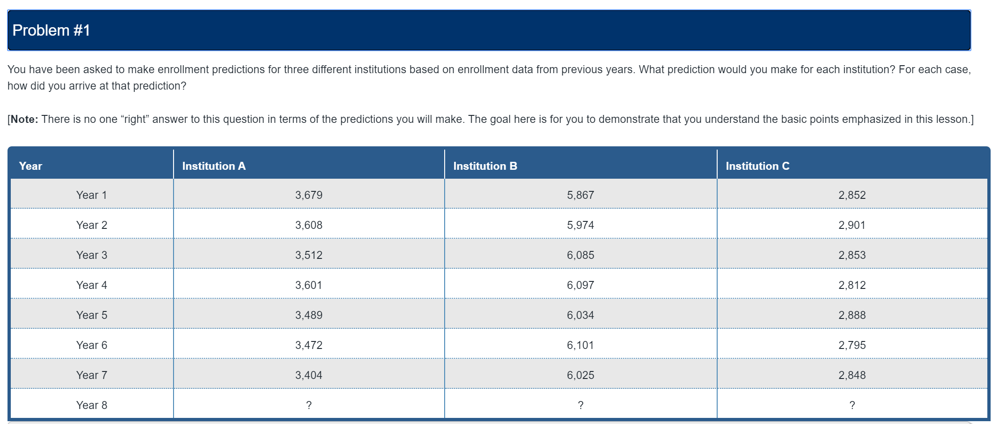 Problem #1
You have been asked to make enrollment predictions for three different institutions based on enrollment data from previous years. What prediction would you make for each institution? For each case,
how did you arrive at that prediction?
[Note: There is no one “right” answer to this question in terms of the predictions you will make. The goal here is for you to demonstrate that you understand the basic points emphasized in this lesson.]
Year Institution A Institution B Institution C
Year 1 3,679 5,867 2,852
Year 2 3,608 5,974 2,901
Year 3 3,512 6,085 2,853
Year 4 3,601 6,097 2,812
Year 5 3,489 6,034 2,888
Year 6 3,472 6,101 2,795
Year 7 3,404 6,025 2,848
Year 8 ? ? ?